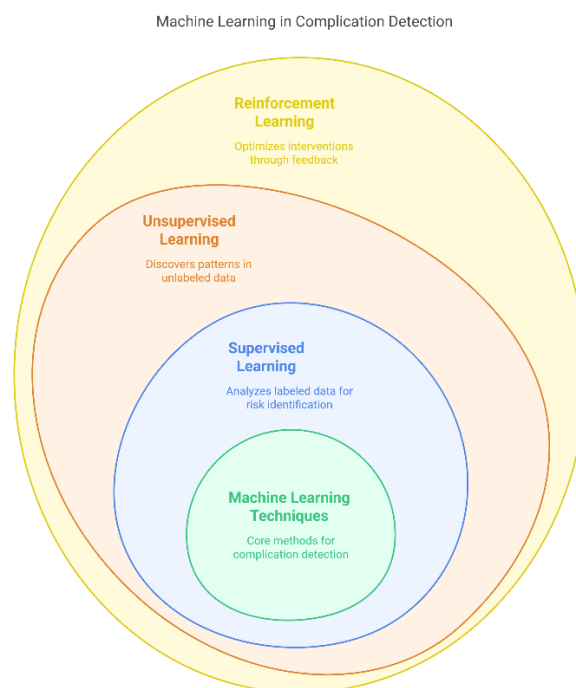 Machine Learning in Complication Detection
Reinforcement
Learning
Optimizes interventions
through feedback
Unsupervised
Learning
Discovers patterns in
unlabeled data
Supervised
Learning
Analyzes labeled data for
risk identification
Machine Learning
Techniques
Core methods for
complication detection